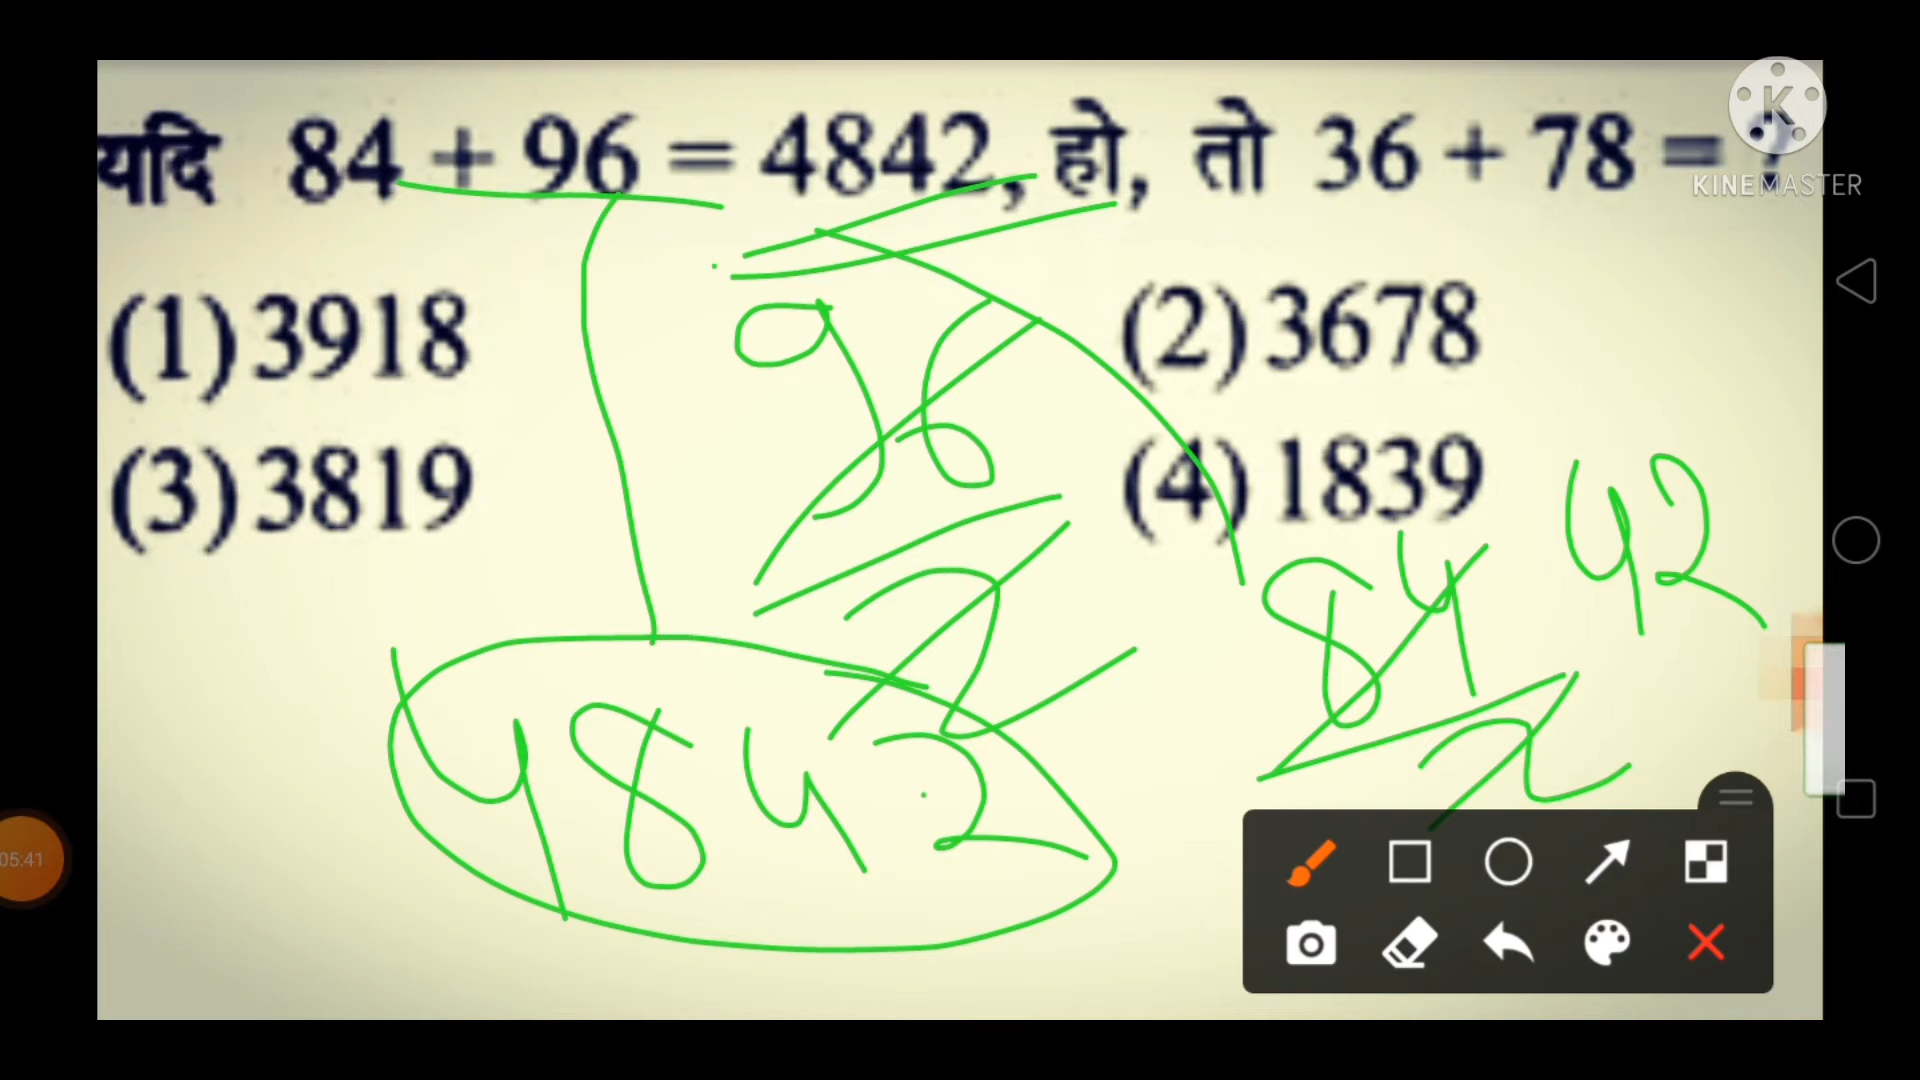 यदि 84 + 96 = 4842, हो, तो 36 + 78 = ?
KINEMASTER
(1) 3918 (2) 3678
(3) 3819 (4) 1839
96
2
84
2
42
4842
05:41